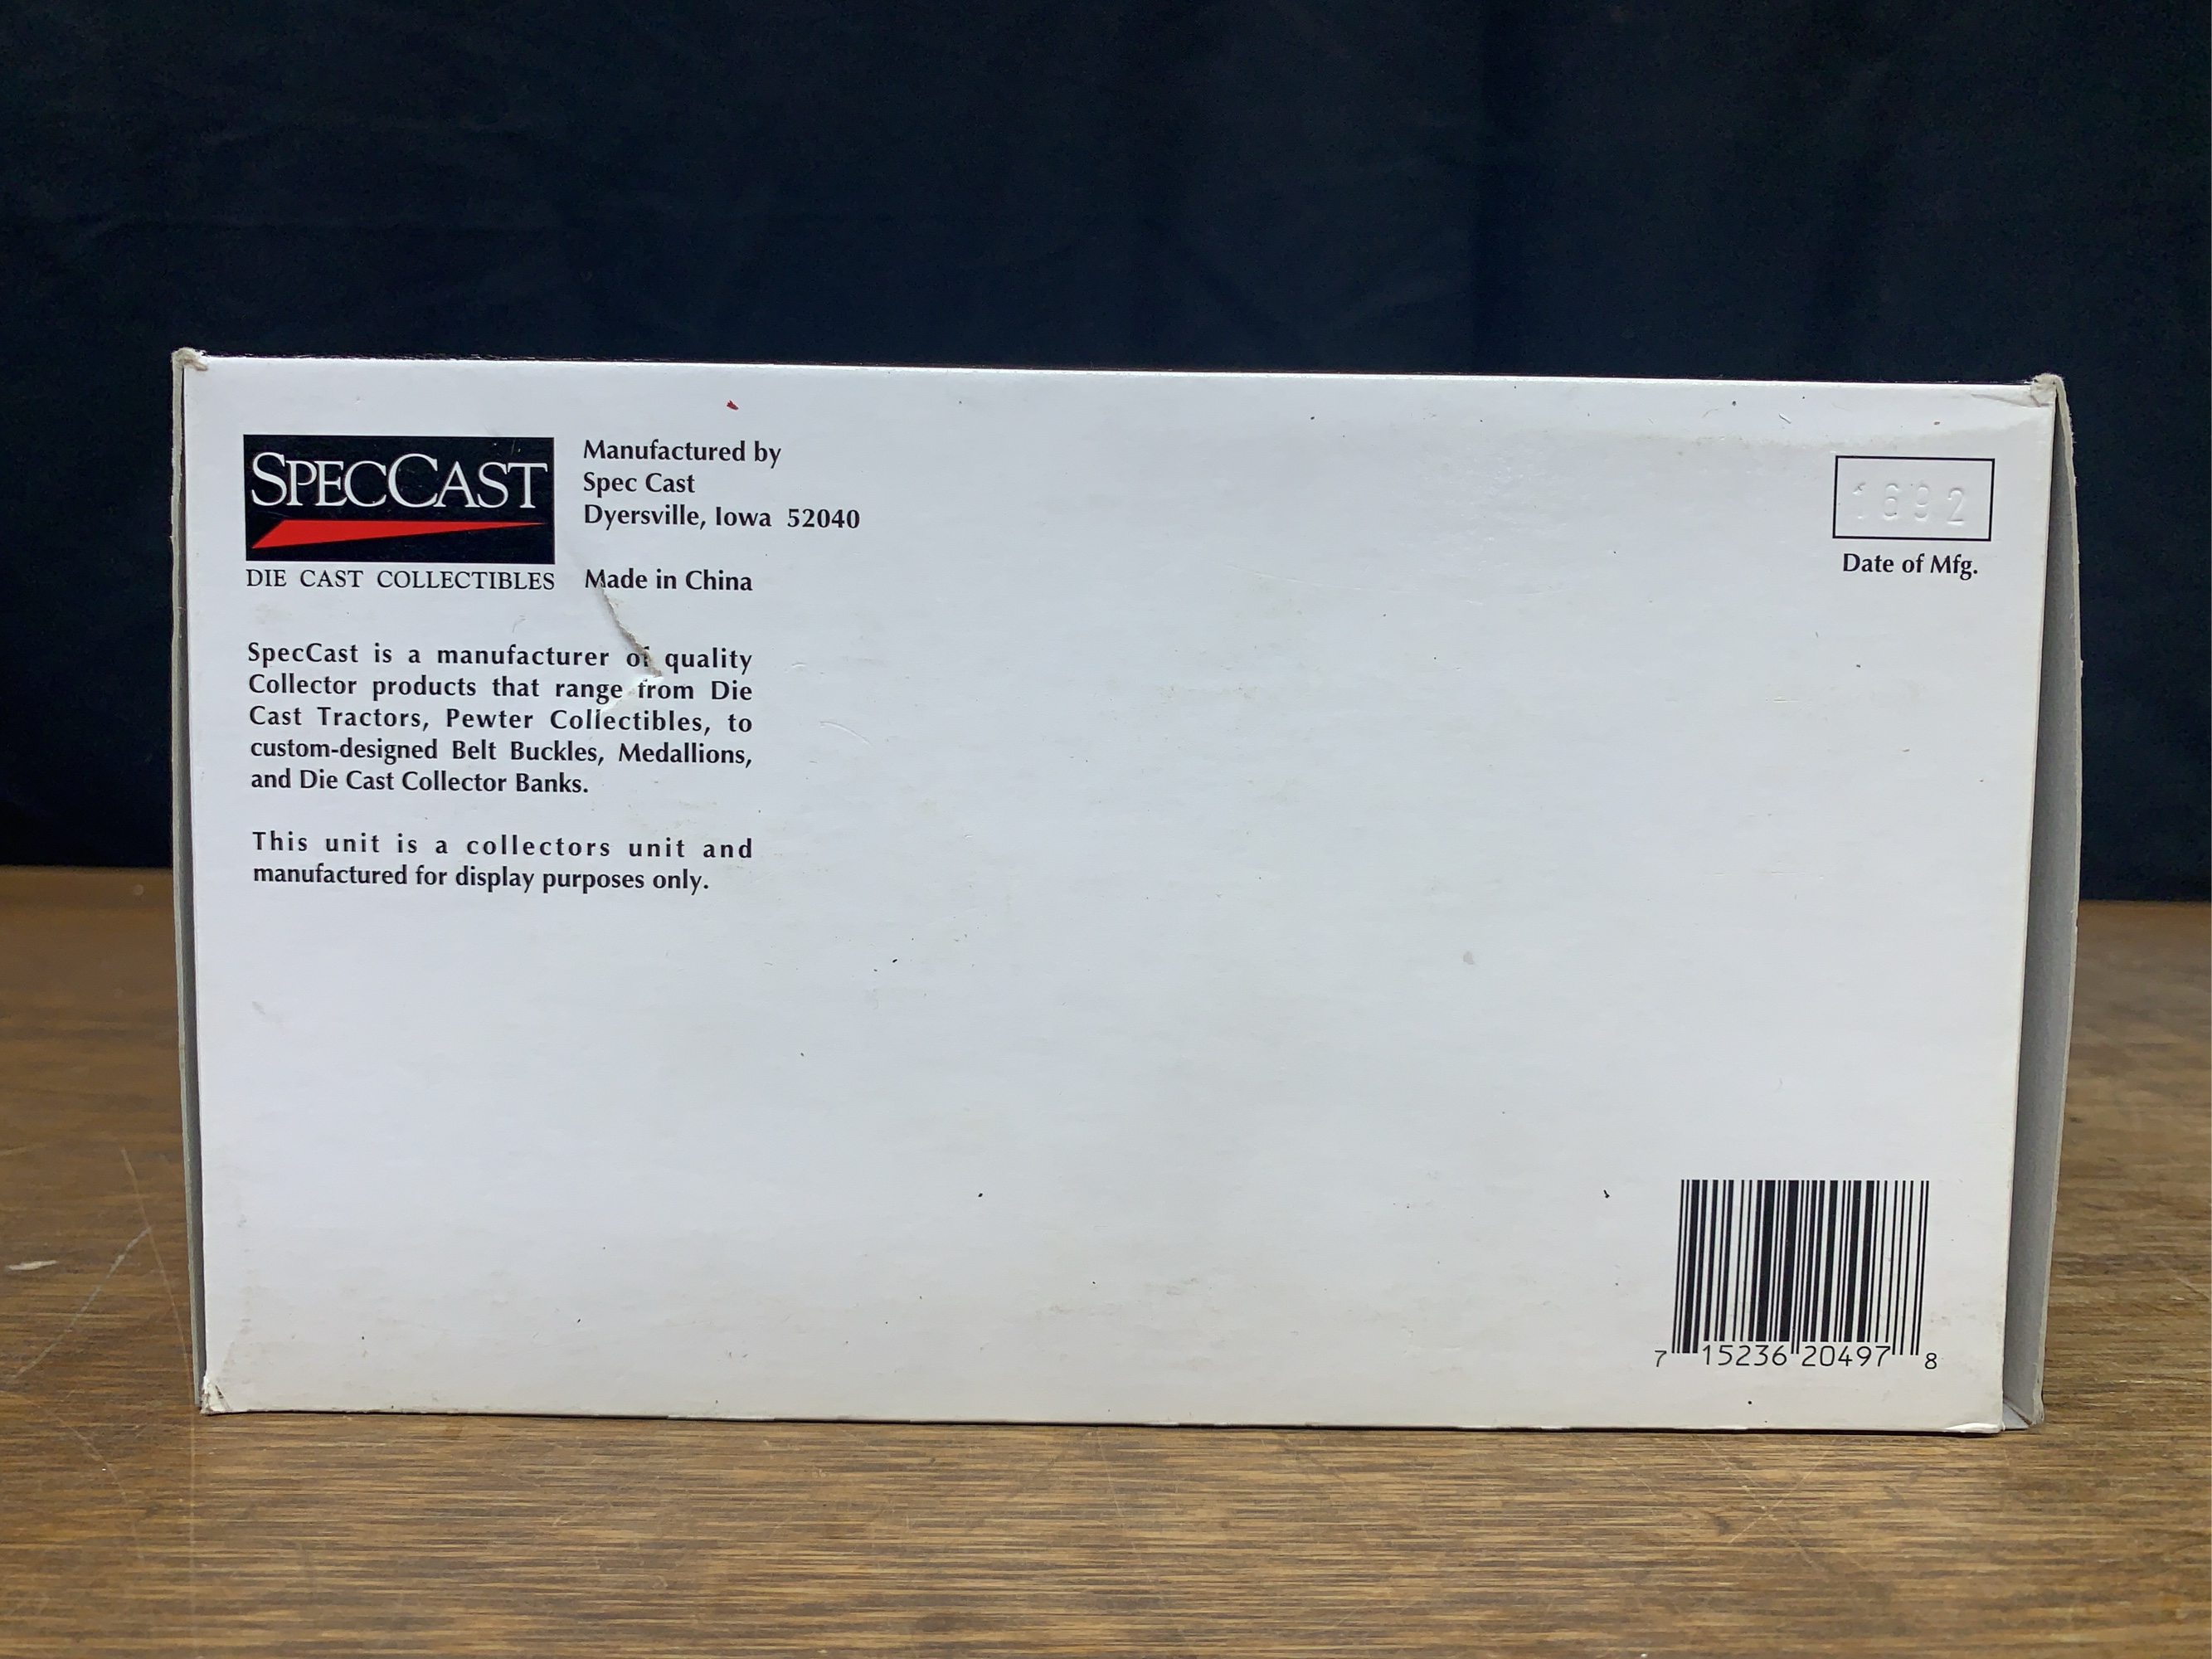 SPECCAST
DIE CAST COLLECTIBLES
Manufactured by
Spec Cast
Dyersville, Iowa 52040
Made in China
SpecCast is a manufacturer of quality
Collector products that range from Die
Cast Tractors, Pewter Collectibles, to
custom-designed Belt Buckles, Medallions,
and Die Cast Collector Banks.
This unit is a collectors unit and
manufactured for display purposes only.
Date of Mfg.
7 15236 20497 8